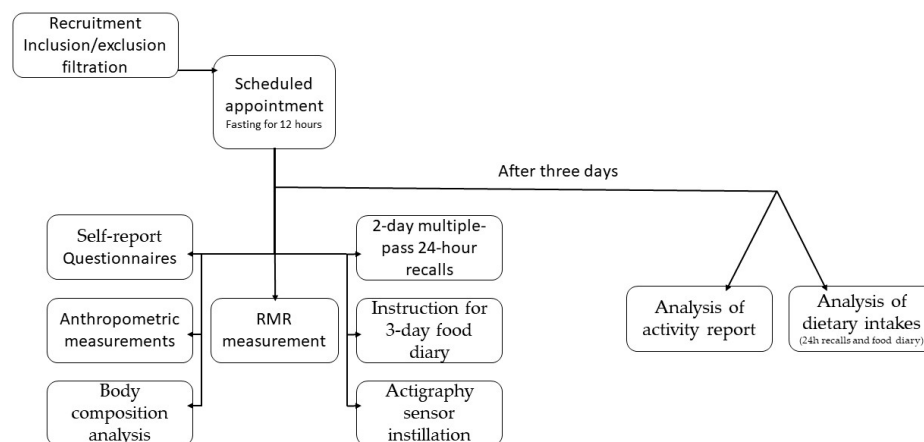 Recruitment
Inclusion/exclusion
filtration
Scheduled
appointment
Fasting for 12 hours
After three days
Self-report
Questionnaires
2-day multiple-
pass 24-hour
recalls
Anthropometric
measurements
RMR
measurement
Instruction for
3-day food
diary
Body
composition
analysis
Actigraphy
sensor
instillation
Analysis of
activity report
Analysis of
dietary intakes
(24h recalls and food diary)